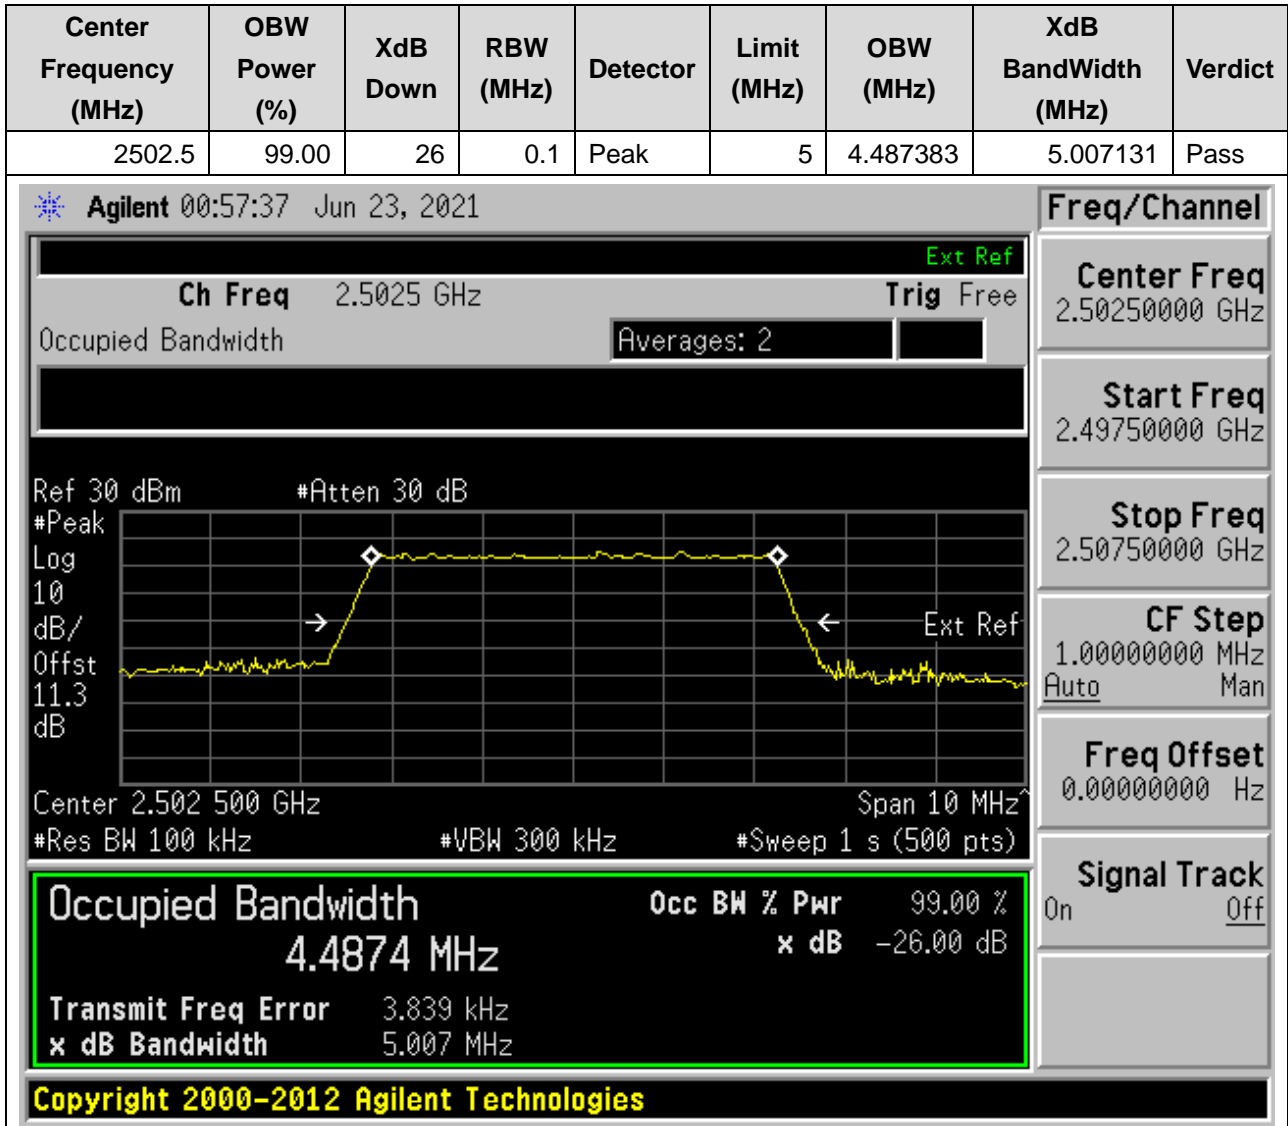 Center Frequency (MHz) OBW Power (%) XdB Down RBW (MHz) Detector Limit (MHz) OBW (MHz) XdB BandWidth (MHz) Verdict
2502.5 99.00 26 0.1 Peak 5 4.487383 5.007131 Pass
Agilent 00:57:37 Jun 23, 2021
Ext Ref
Ch Freq 2.5025 GHz Trig Free
Occupied Bandwidth Averages: 2
Ref 30 dBm #Atten 30 dB
#Peak
Log
10
dB/
Offst
11.3
dB
Ext Ref
Center 2.502 500 GHz Span 10 MHz^
#Res BW 100 kHz #VBW 300 kHz #Sweep 1 s (500 pts)
Occupied Bandwidth
4.4874 MHz
Occ BW % Pwr 99.00 %
x dB -26.00 dB
Transmit Freq Error 3.839 kHz
x dB Bandwidth 5.007 MHz
Copyright 2000-2012 Agilent Technologies
Freq/Channel
Center Freq
2.50250000 GHz
Start Freq
2.49750000 GHz
Stop Freq
2.50750000 GHz
CF Step
1.00000000 MHz
Auto Man
Freq Offset
0.00000000 Hz
Signal Track
On Off